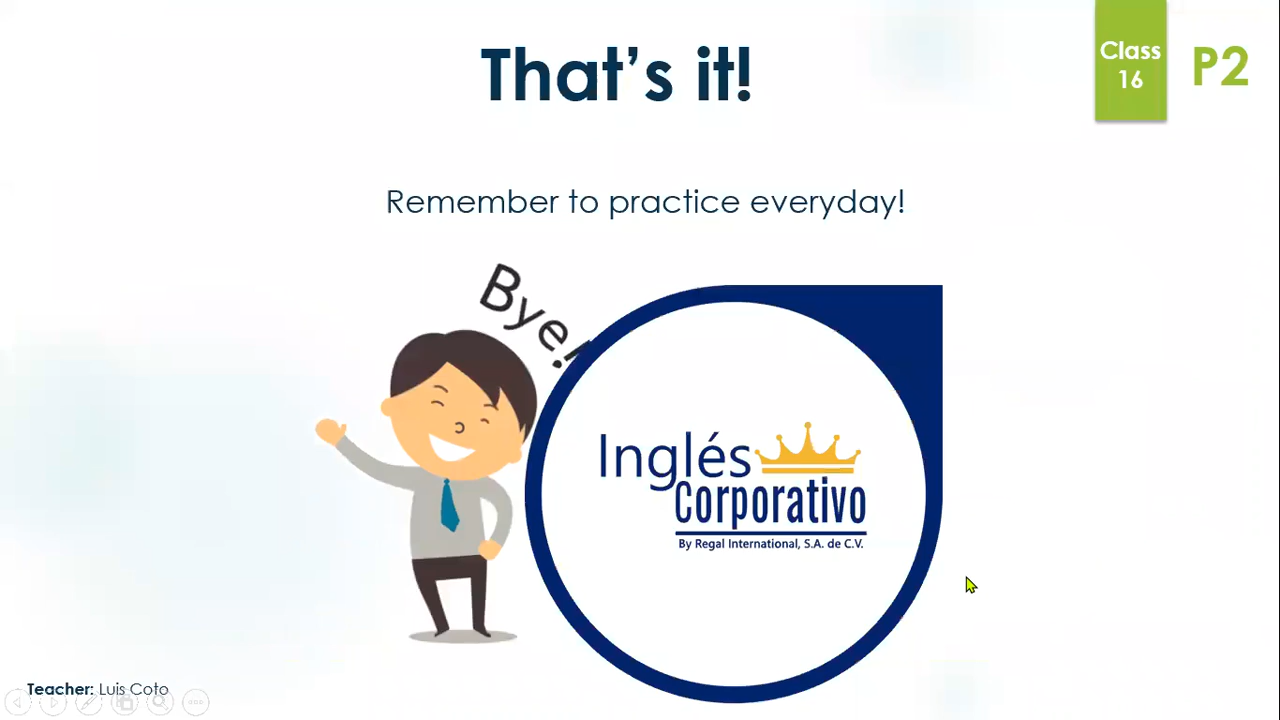 That's it!
Class
16
P2
Remember to practice everyday!
Bye!
Inglés
Corporativo
By Regal International, S.A. de C.V.
Teacher: Luis Coto